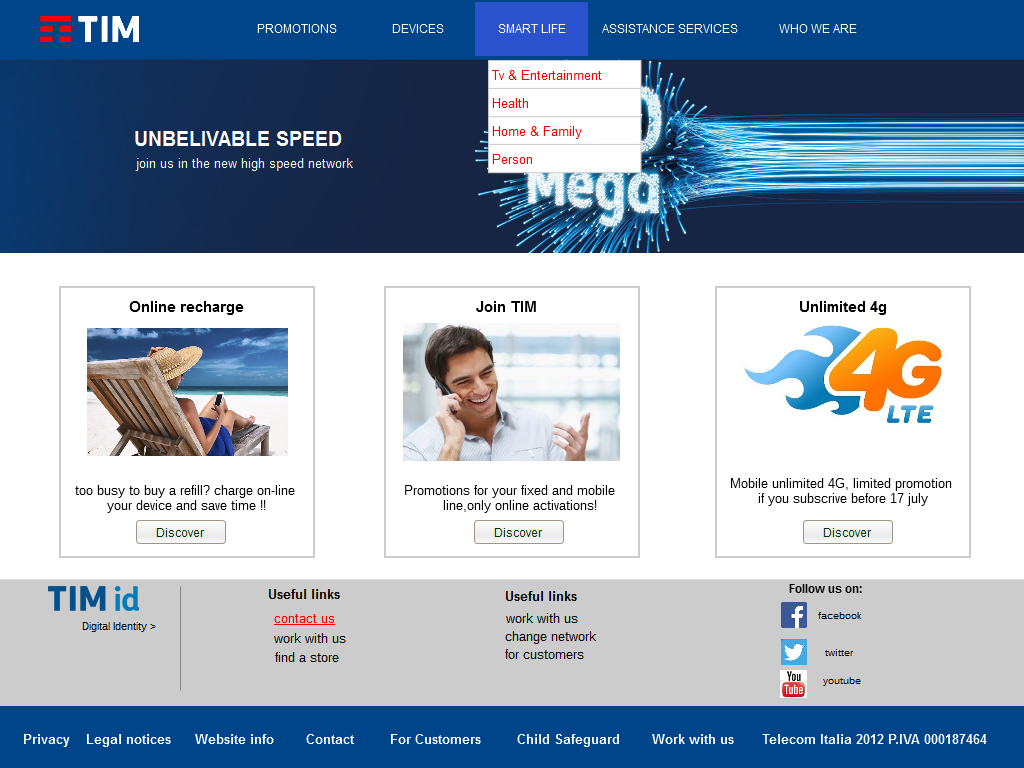 TIM
PROMOTIONS DEVICES SMART LIFE ASSISTANCE SERVICES WHO WE ARE
Tv & Entertainment
Health
Home & Family
Person
UNBELIVABLE SPEED
join us in the new high speed network
Mega
Online recharge
too busy to buy a refill? charge on-line
your device and save time !!
Discover
Join TIM
Promotions for your fixed and mobile
line,only online activations!
Discover
Unlimited 4g
4G
LTE
Mobile unlimited 4G, limited promotion
if you subscrive before 17 july
Discover
TIM id
Digital Identity >
Useful links
contact us
work with us
find a store
Useful links
work with us
change network
for customers
Follow us on:
facebook
twitter
You
Tube
youtube
Privacy Legal notices Website info Contact For Customers Child Safeguard Work with us Telecom Italia 2012 P.IVA 000187464